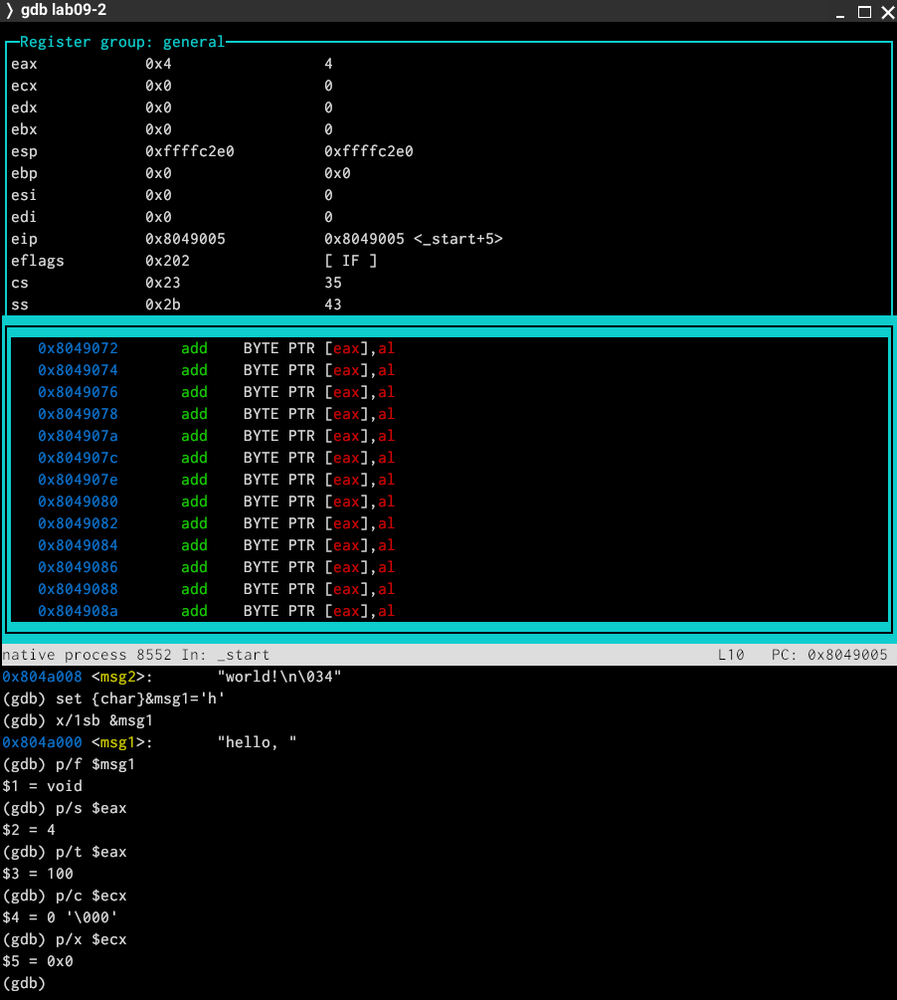 ❯ gdb lab09-2
Register group: general
eax 0x4 4
ecx 0x0 0
edx 0x0 0
ebx 0x0 0
esp 0xffffc2e0 0xffffc2e0
ebp 0x0 0x0
esi 0x0 0
edi 0x0 0
eip 0x8049005 0x8049005 <_start+5>
eflags 0x202 [ IF ]
cs 0x23 35
ss 0x2b 43
0x8049072 add BYTE PTR [eax],al
0x8049074 add BYTE PTR [eax],al
0x8049076 add BYTE PTR [eax],al
0x8049078 add BYTE PTR [eax],al
0x804907a add BYTE PTR [eax],al
0x804907c add BYTE PTR [eax],al
0x804907e add BYTE PTR [eax],al
0x8049080 add BYTE PTR [eax],al
0x8049082 add BYTE PTR [eax],al
0x8049084 add BYTE PTR [eax],al
0x8049086 add BYTE PTR [eax],al
0x8049088 add BYTE PTR [eax],al
0x804908a add BYTE PTR [eax],al
native process 8552 In: _start L10 PC: 0x8049005
0x804a008 <msg2>: "world!\n\034"
(gdb) set {char}&msg1='h'
(gdb) x/1sb &msg1
0x804a000 <msg1>: "hello, "
(gdb) p/f $msg1
$1 = void
(gdb) p/s $eax
$2 = 4
(gdb) p/t $eax
$3 = 100
(gdb) p/c $ecx
$4 = 0 '\000'
(gdb) p/x $ecx
$5 = 0x0
(gdb)